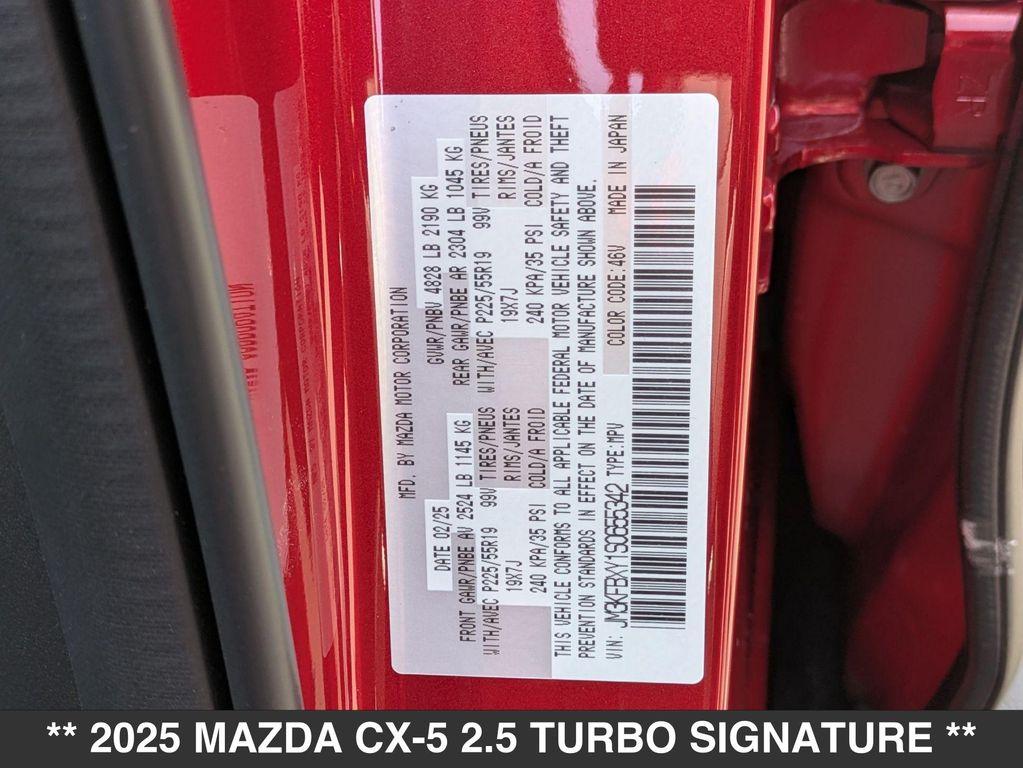 MFD. BY MAZDA MOTOR CORPORATION
DATE 02/25 GVWR/PNBV 4828 LB 2190 KG
FRONT GAWR/PNBE AV 2524 LB 1145 KG REAR GAWR/PNBE AR 2304 LB 1045 KG
WITH/AVEC P225/55R19 99V TIRES/PNEUS WITH/AVEC P225/55R19 99V TIRES/PNEUS
19X7J RIMS/JANTES 19X7J RIMS/JANTES
240 KPA/35 PSI COLD/A FROID 240 KPA/35 PSI COLD/A FROID
THIS VEHICLE CONFORMS TO ALL APPLICABLE FEDERAL MOTOR VEHICLE SAFETY AND THEFT
PREVENTION STANDARDS IN EFFECT ON THE DATE OF MANUFACTURE SHOWN ABOVE.
VIN: JM3KFBXY1S0655342 TYPE:MPV COLOR CODE:46V MADE IN JAPAN
** 2025 MAZDA CX-5 2.5 TURBO SIGNATURE **